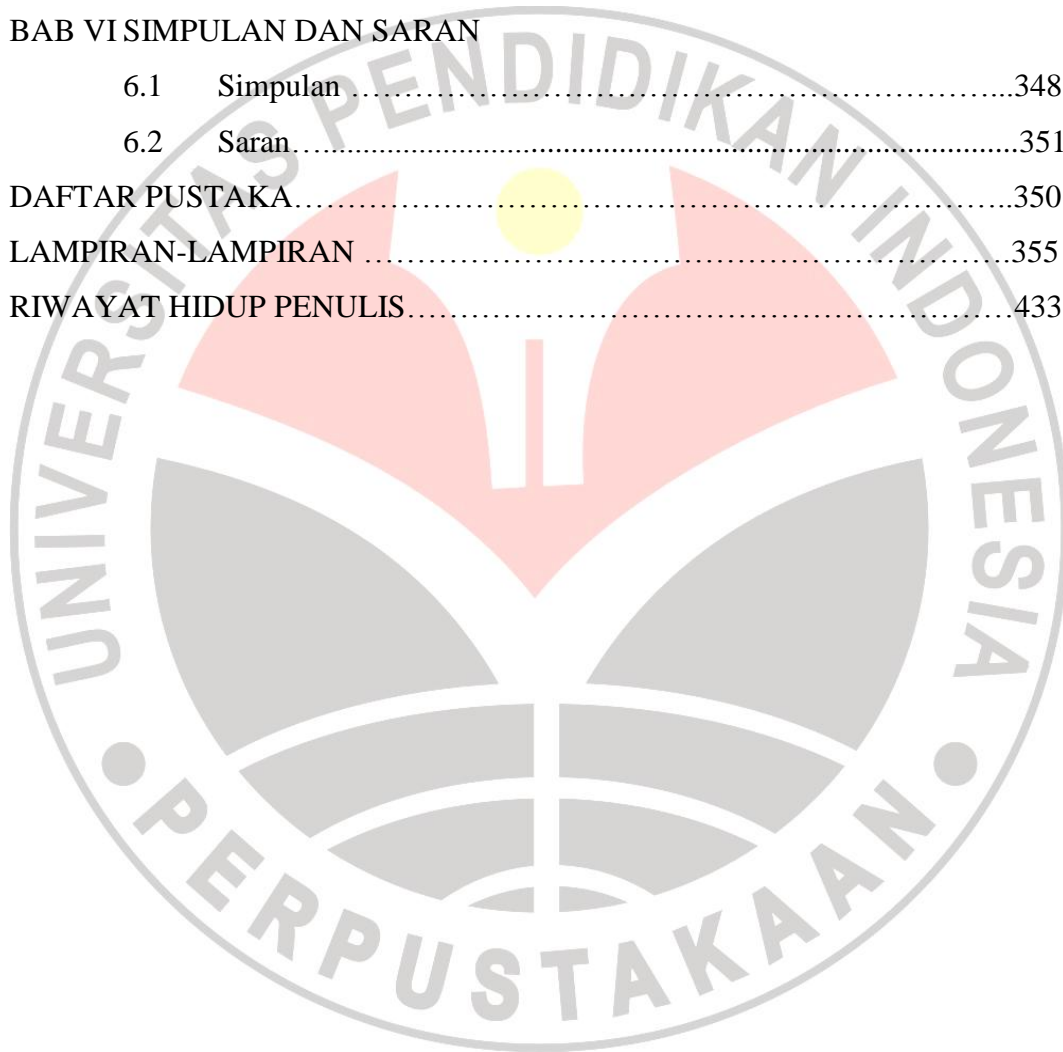 BAB VI SIMPULAN DAN SARAN
6.1 Simpulan ……………………………………………………………...348
6.2 Saran…..............................................................................................351
DAFTAR PUSTAKA……………………………………………………………...350
LAMPIRAN-LAMPIRAN ………………………………………………………..355
RIWAYAT HIDUP PENULIS……………………………………………………433
UNIVERSITAS PENDIDIKAN INDONESIA
PERPUSTAKAAN